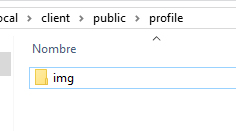 ocal > client > public > profile
Nombre
img